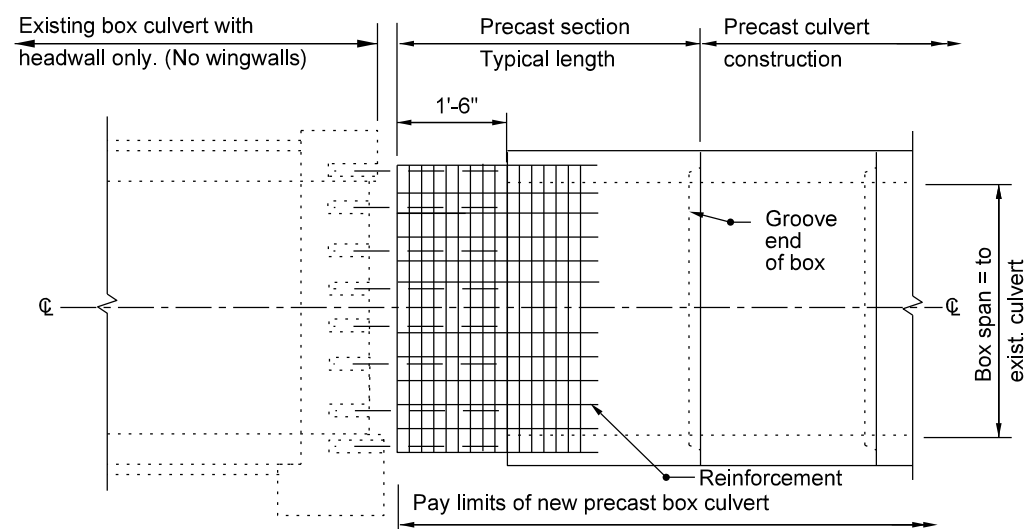 Existing box culvert with
headwall only. (No wingwalls)
Precast section
Typical length
Precast culvert
construction
1'-6"
Groove
end
of box
℄
℄
Box span = to
exist. culvert
Reinforcement
Pay limits of new precast box culvert